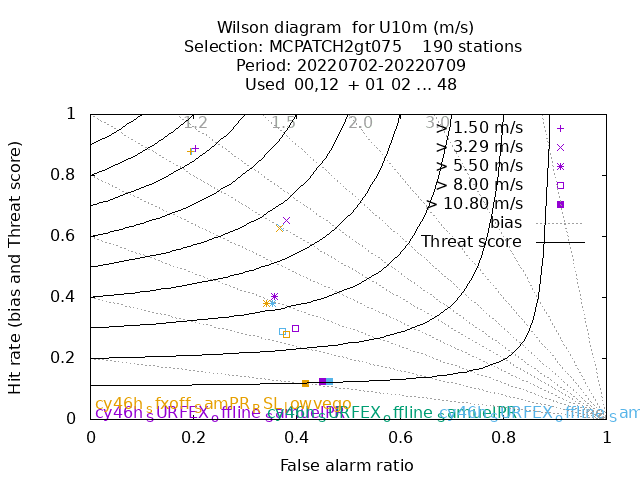 Wilson diagram  for U10m (m/s)
Selection: MCPATCH2gt075    190 stations
Period: 20220702-20220709
Used  00,12  + 01 02 ... 48
1.2 1.5 2.0 3.0
> 1.50 m/s
> 3.29 m/s
> 5.50 m/s
> 8.00 m/s
> 10.80 m/s
bias
Threat score
Hit rate (bias and Threat score)
1
0.8
0.6
0.4
0.2
0
0 0.2 0.4 0.6 0.8 1
False alarm ratio
cy46h_sfxoff_samPR_RSL_lowvego
cy46h_sURFEX_offline_s